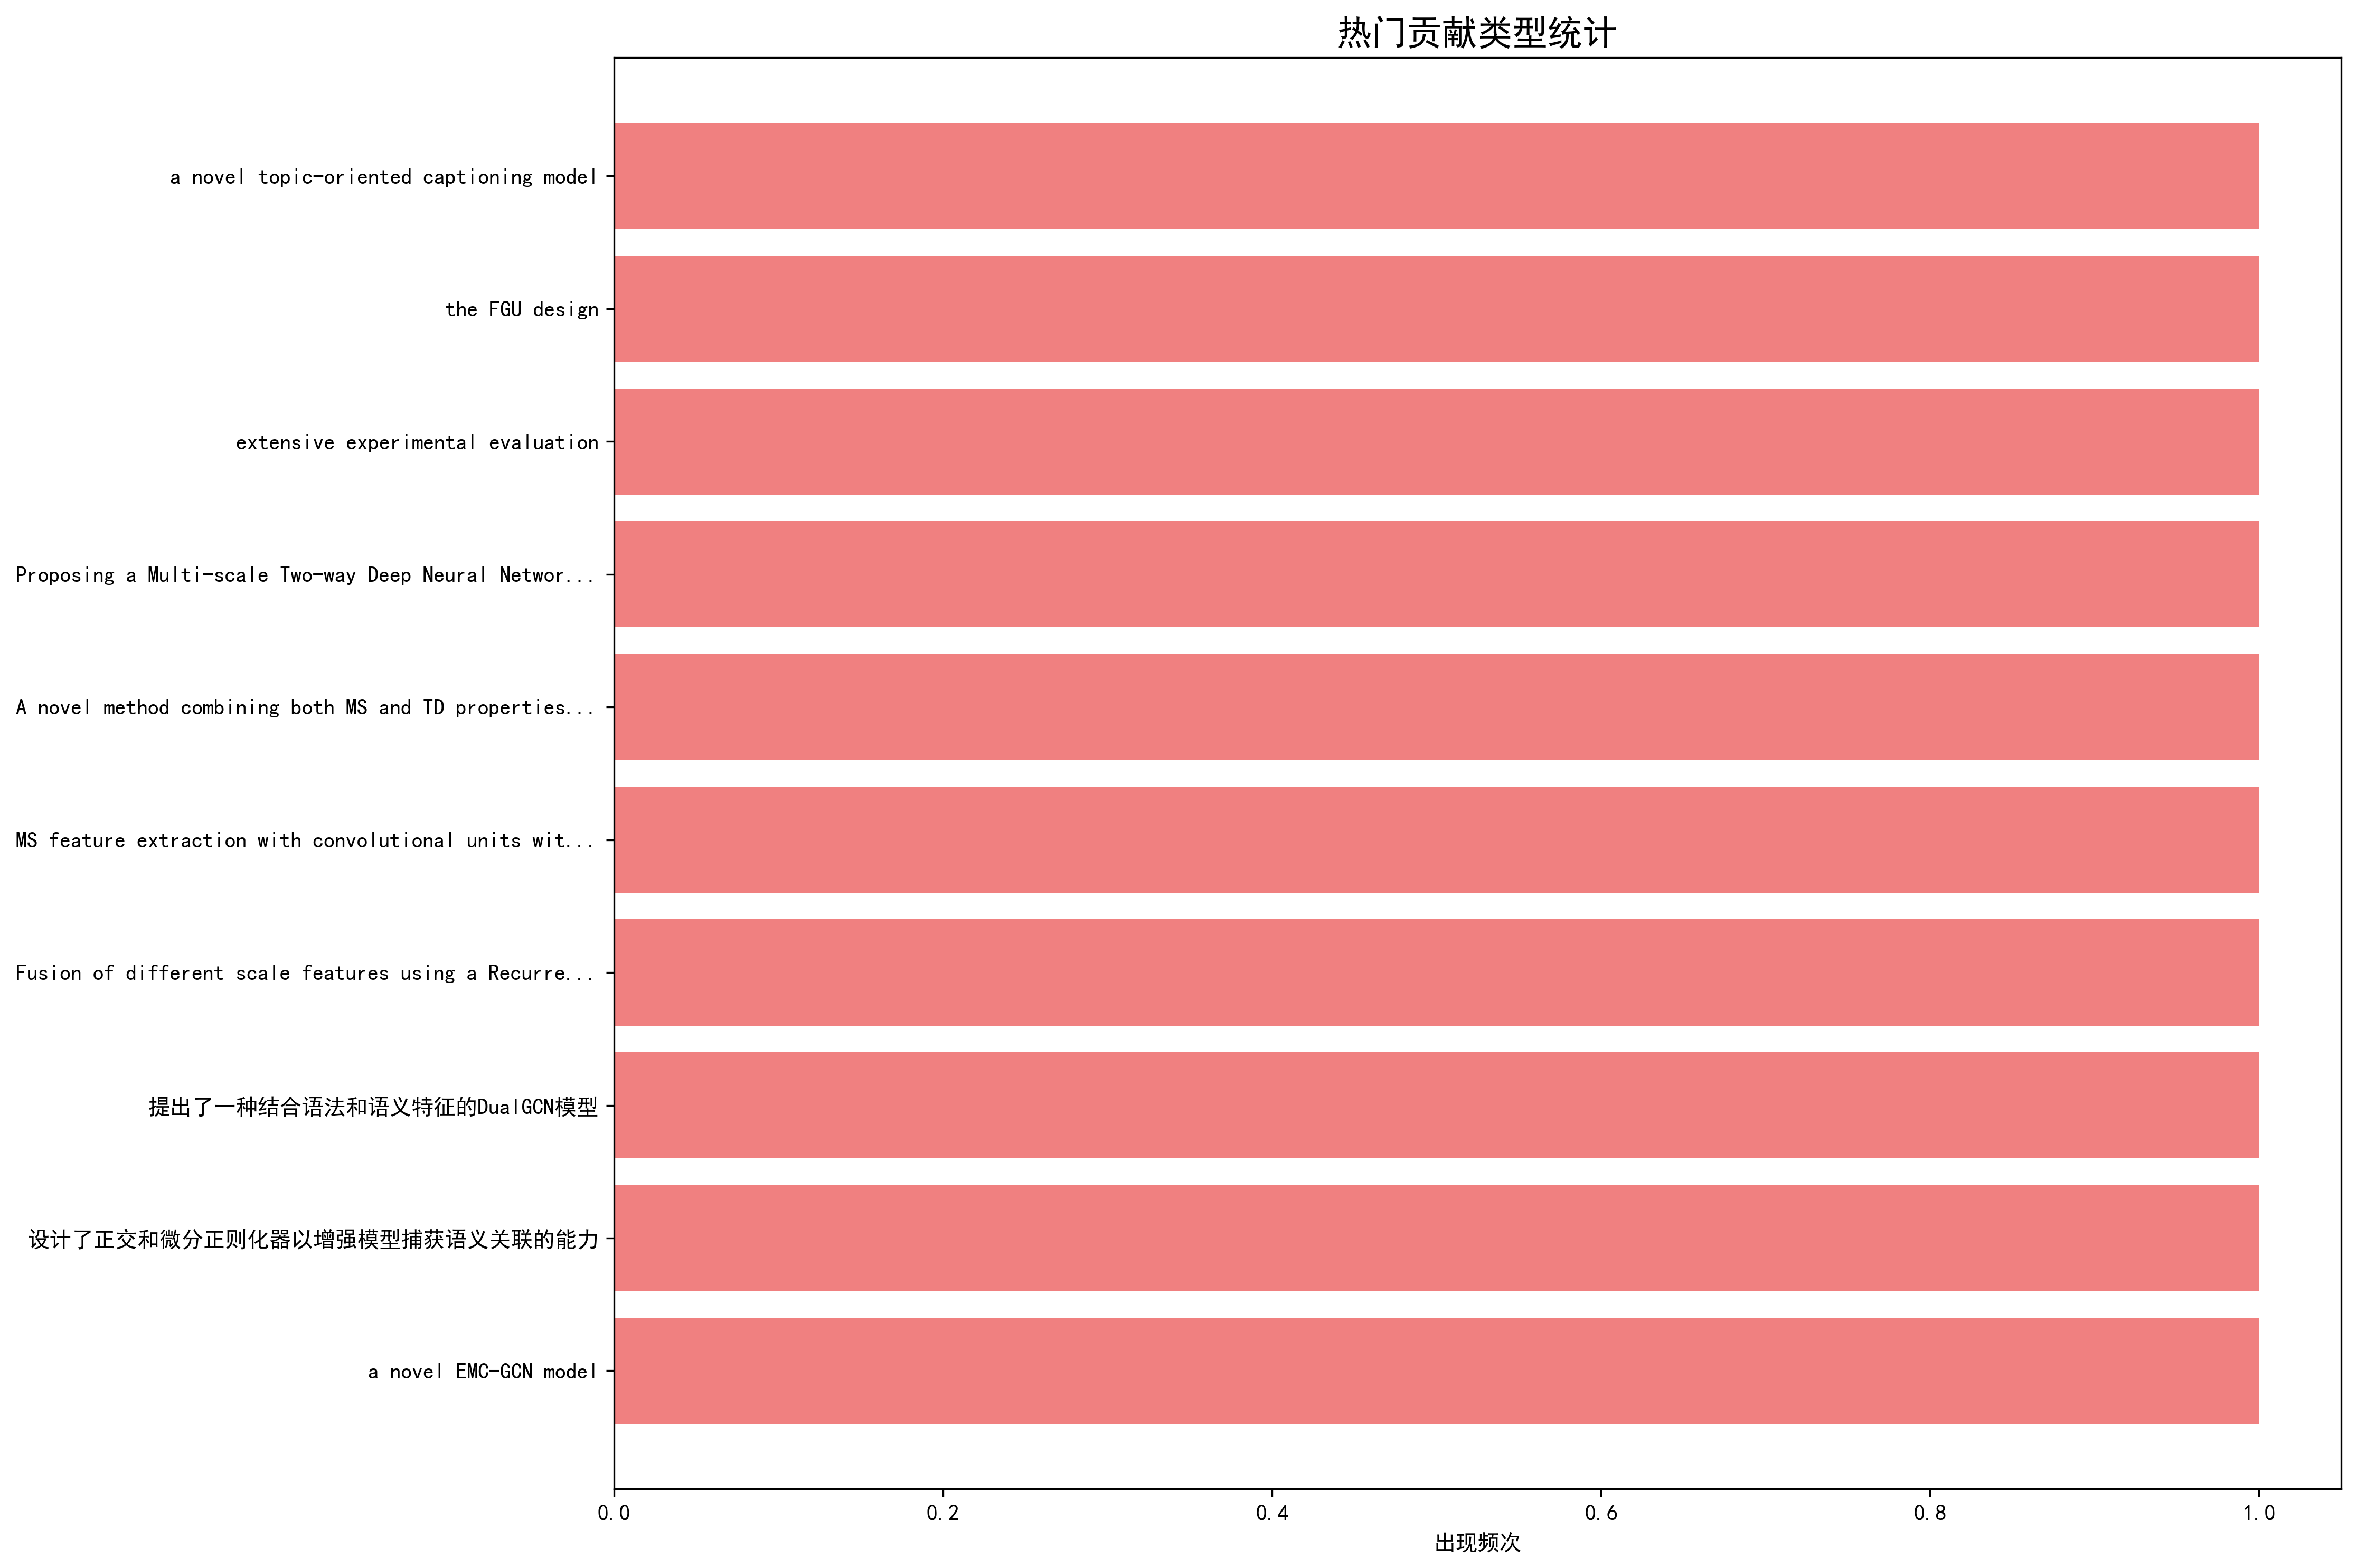 热门贡献类型统计
a novel topic-oriented captioning model
the FGU design
extensive experimental evaluation
Proposing a Multi-scale Two-way Deep Neural Networ...
A novel method combining both MS and TD properties...
MS feature extraction with convolutional units wit...
Fusion of different scale features using a Recurre...
提出了一种结合语法和语义特征的DualGCN模型
设计了正交和微分正则化器以增强模型捕获语义关联的能力
a novel EMC-GCN model
0.0 0.2 0.4 0.6 0.8 1.0
出现频次